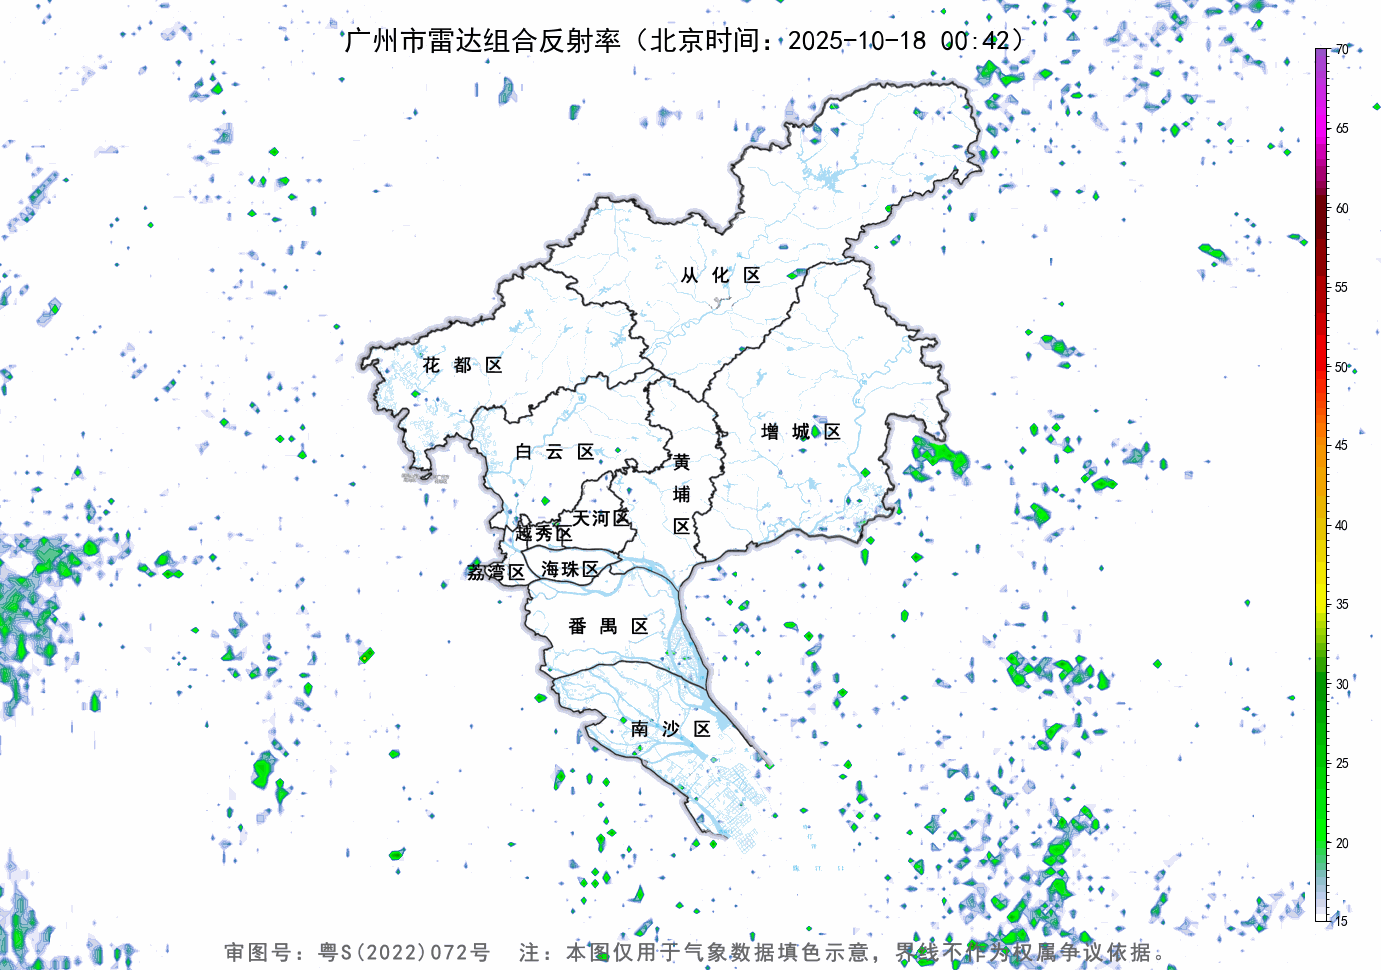 广州市雷达组合反射率（北京时间：2025-10-18 00:42）
70
65
60
55
50
45
40
35
30
25
20
15
从化区
花都区
增城区
白云区
黄埔区
天河区
越秀区
荔湾区
海珠区
番禺区
南沙区
审图号：粤S(2022)072号 注：本图仅用于气象数据填色示意，界线不作为权属争议依据。